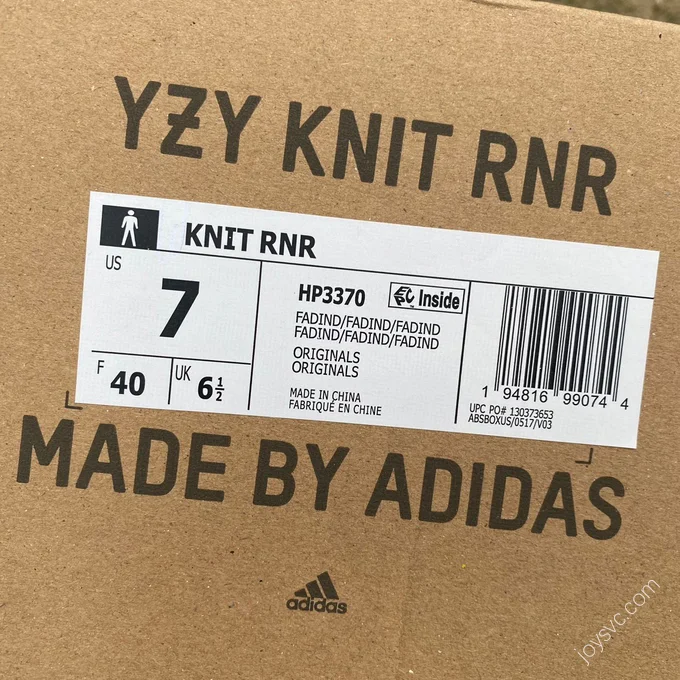 YZY KNIT RNR
KNIT RNR
US
7
F 40
UK 6½
HP3370
Inside
FADIND/FADIND/FADIND
FADIND/FADIND/FADIND
ORIGINALS
ORIGINALS
MADE IN CHINA
FABRIQUÉ EN CHINE
1 94816 99074 4
UPC PO# 130373653
ABSBOXUS/0517/V03
MADE BY ADIDAS
adidas
joysvc.com